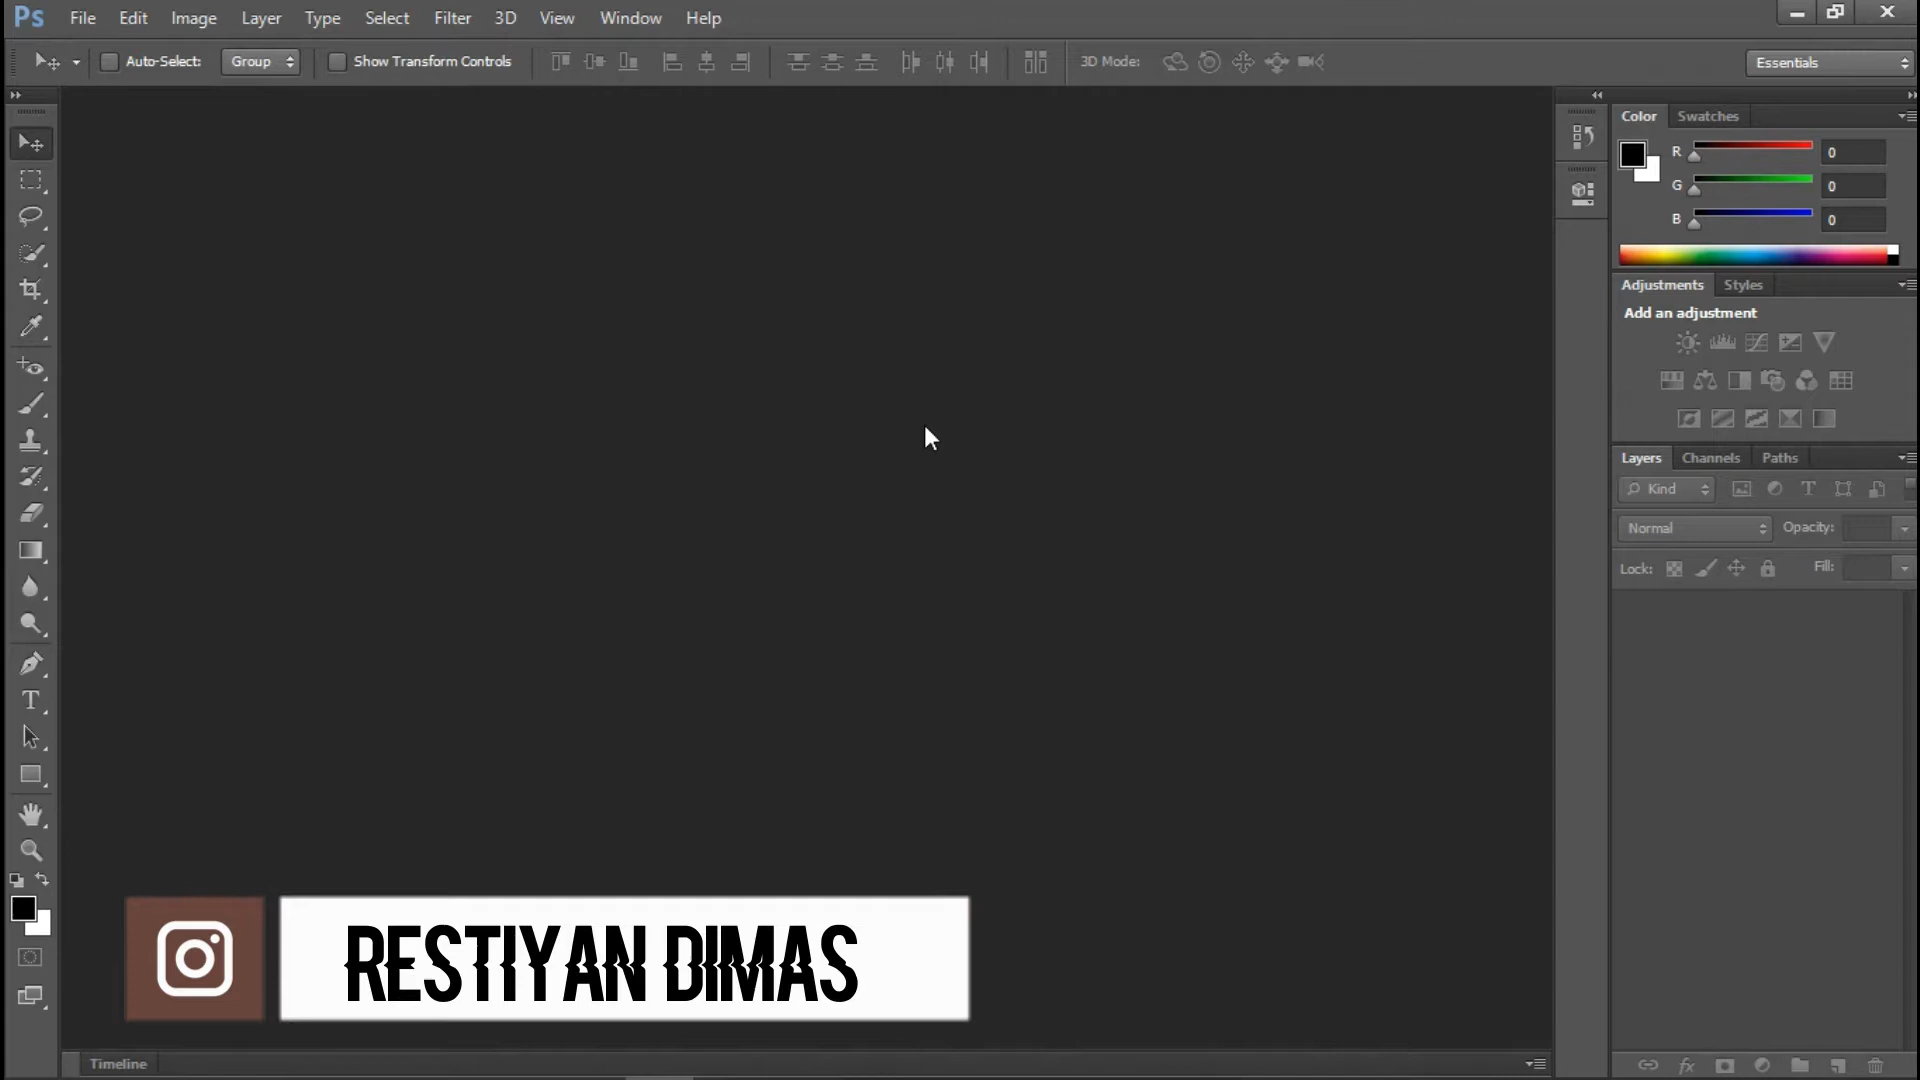 Ps File Edit Image Layer Type Select Filter 3D View Window Help
Auto-Select: Group Show Transform Controls 3D Mode: Essentials
Color Swatches
R 0
G 0
B 0
Adjustments Styles
Add an adjustment
Layers Channels Paths
Kind
Normal Opacity:
Lock: Fill:
RESTIYAN DIMAS
Timeline